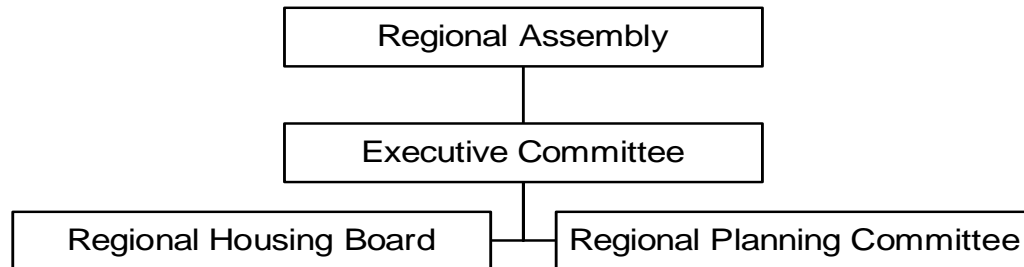 Regional Assembly
Executive Committee
Regional Housing Board
Regional Planning Committee